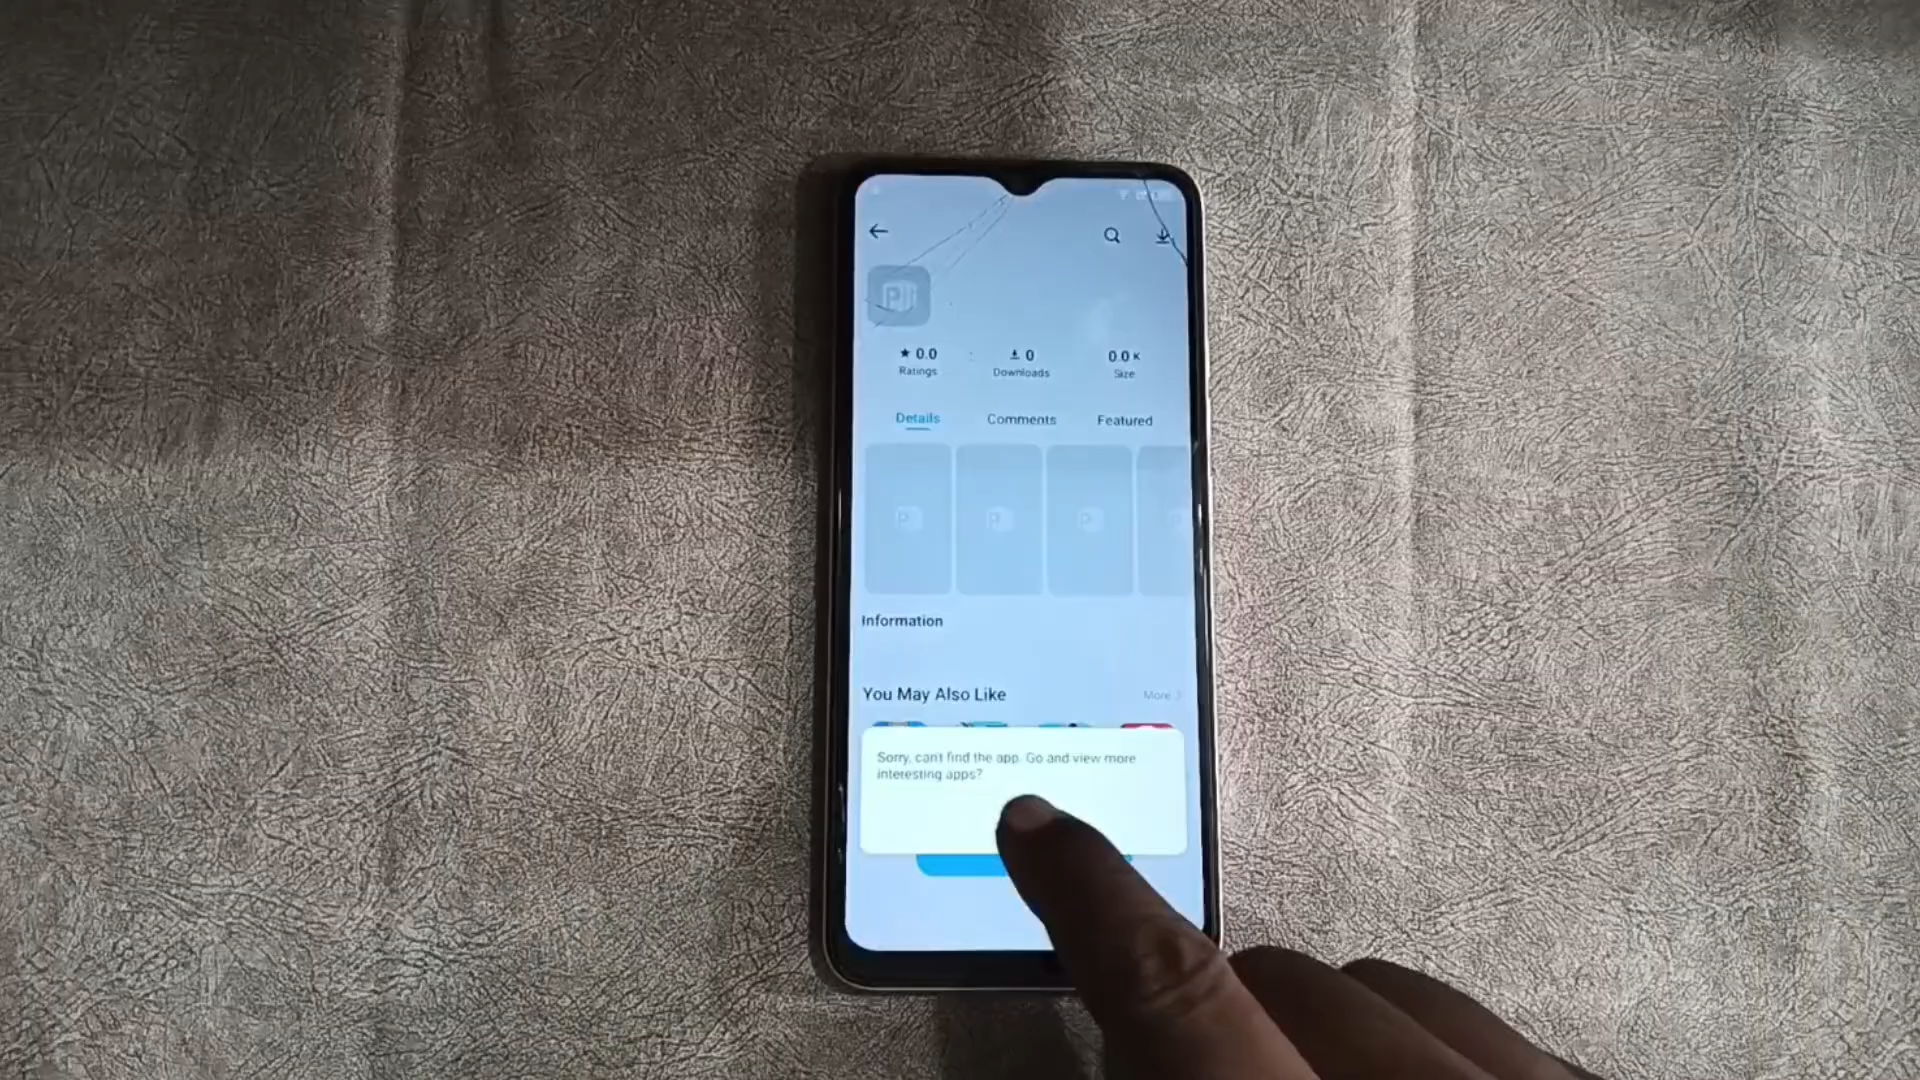 ★ 0.0
Ratings
0
Downloads
0.0 K
Size
Details
Comments
Featured
Information
You May Also Like
More >
Sorry, can't find the app. Go and view more
interesting apps?